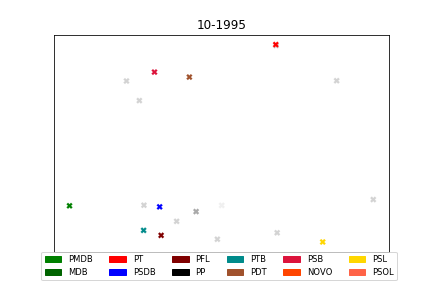 10-1995
PMDB PT PFL PTB PSB PSL
MDB PSDB PP PDT NOVO PSOL